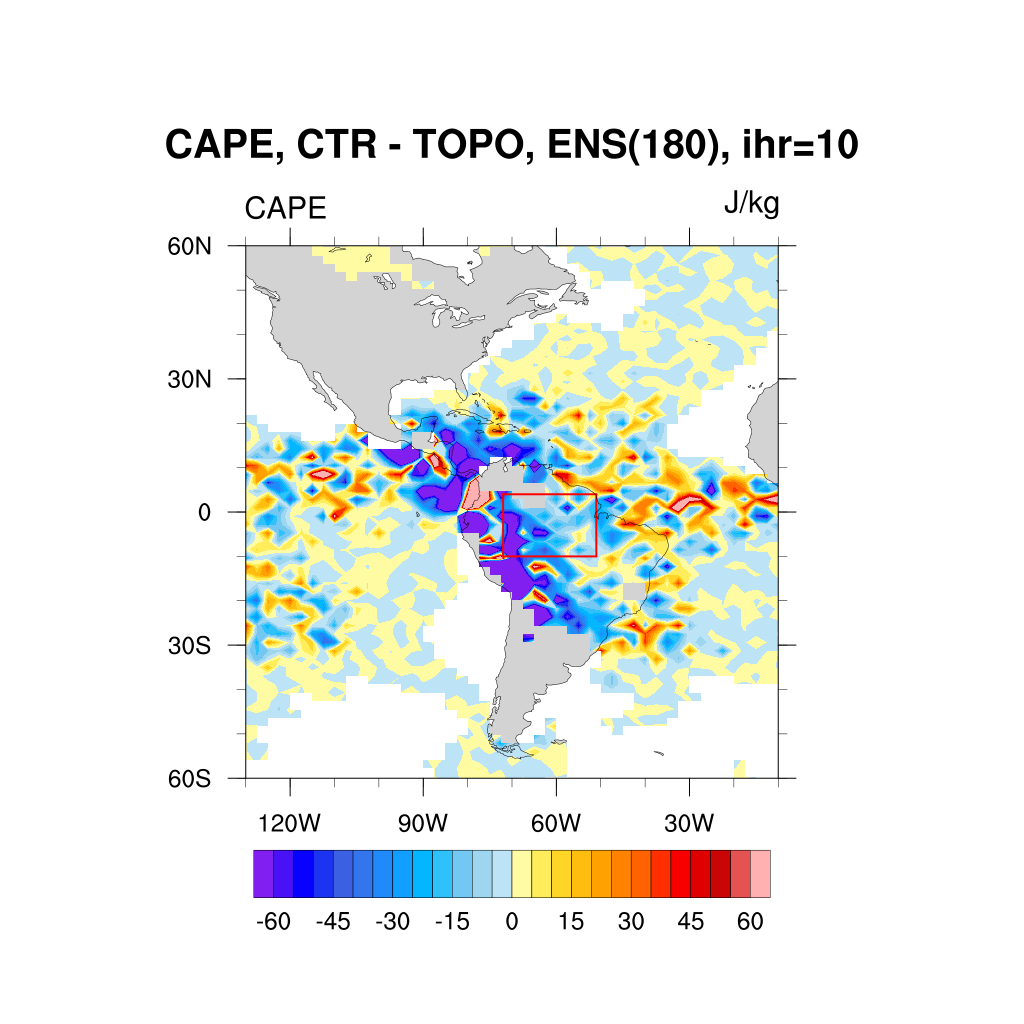 CAPE, CTR - TOPO, ENS(180), ihr=10
CAPE J/kg
60N
30N
0
30S
60S
120W 90W 60W 30W
-60 -45 -30 -15 0 15 30 45 60